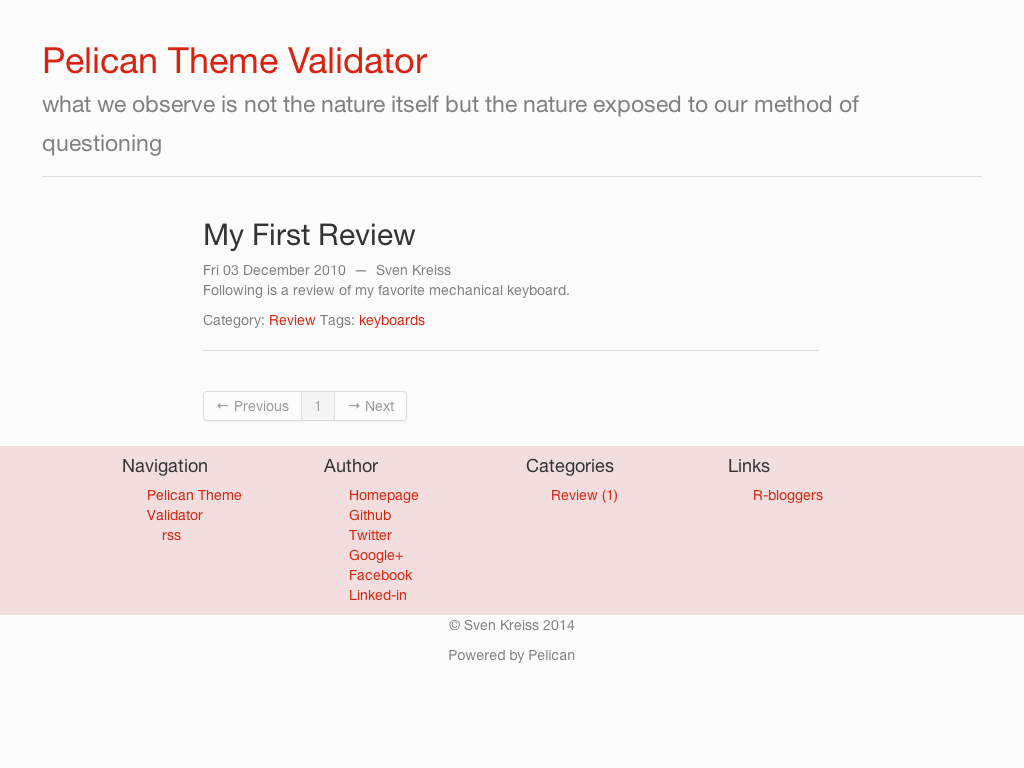 Pelican Theme Validator
what we observe is not the nature itself but the nature exposed to our method of
questioning
My First Review
Fri 03 December 2010 — Sven Kreiss
Following is a review of my favorite mechanical keyboard.
Category: Review Tags: keyboards
← Previous 1 → Next
Navigation
Pelican Theme
Validator
rss
Author
Homepage
Github
Twitter
Google+
Facebook
Linked-in
Categories
Review (1)
Links
R-bloggers
© Sven Kreiss 2014
Powered by Pelican